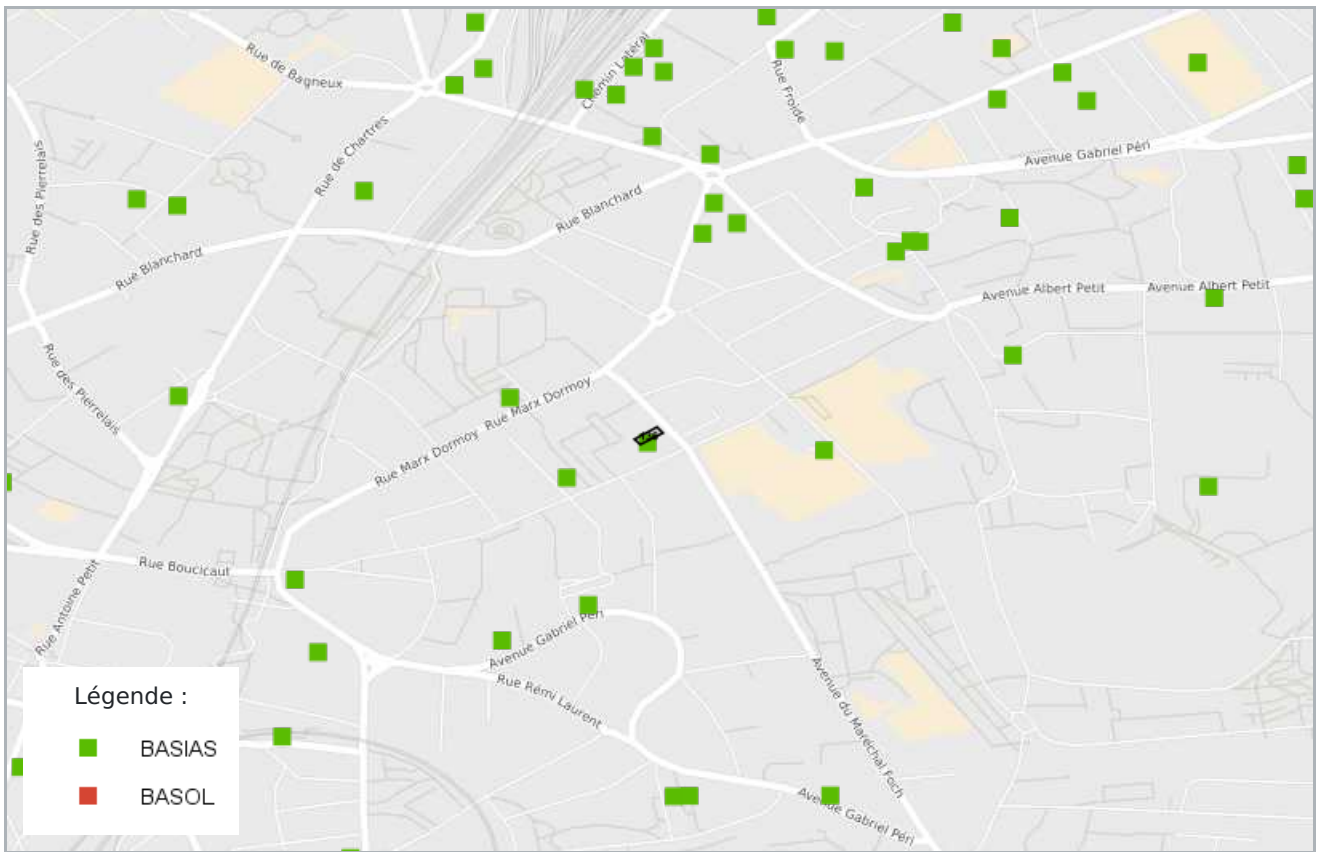 Rue de Bagneux
Chemin Latéral
Rue Froide
Rue de Chartres
Avenue Gabriel Péri
Rue des Pierrelais
Rue Blanchard
Rue Blanchard
Avenue Albert Petit
Avenue Albert Petit
Rue des Pierrelais
Rue Marx Dormoy
Rue Marx Dormoy
Rue Boucicaut
Rue Antoine Petit
Avenue Gabriel Péri
Rue Rémi Laurent
Avenue du Maréchal Foch
Avenue Gabriel Péri
Légende :
BASIAS
BASOL